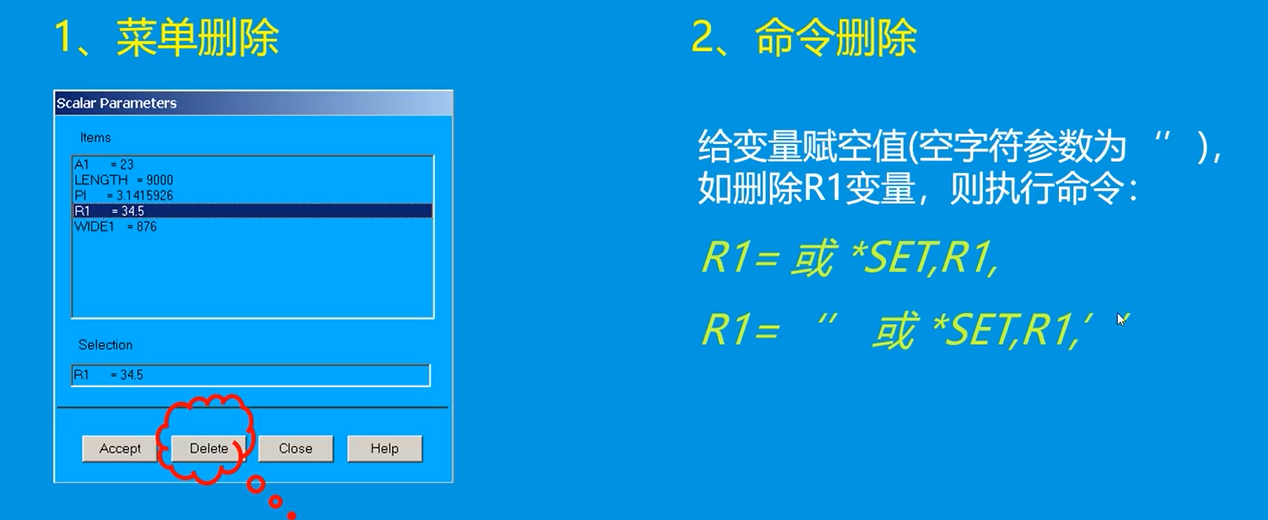 1、菜单删除
Scalar Parameters
Items
A1 = 23
LENGTH = 9000
PI = 3.1415926
R1 = 34.5
WIDE1 = 876
Selection
R1 = 34.5
Accept Delete Close Help
2、命令删除
给变量赋空值(空字符参数为 ‘’ ),
如删除R1变量，则执行命令：
R1= 或 *SET,R1,
R1= ‘’ 或 *SET,R1,’ ’